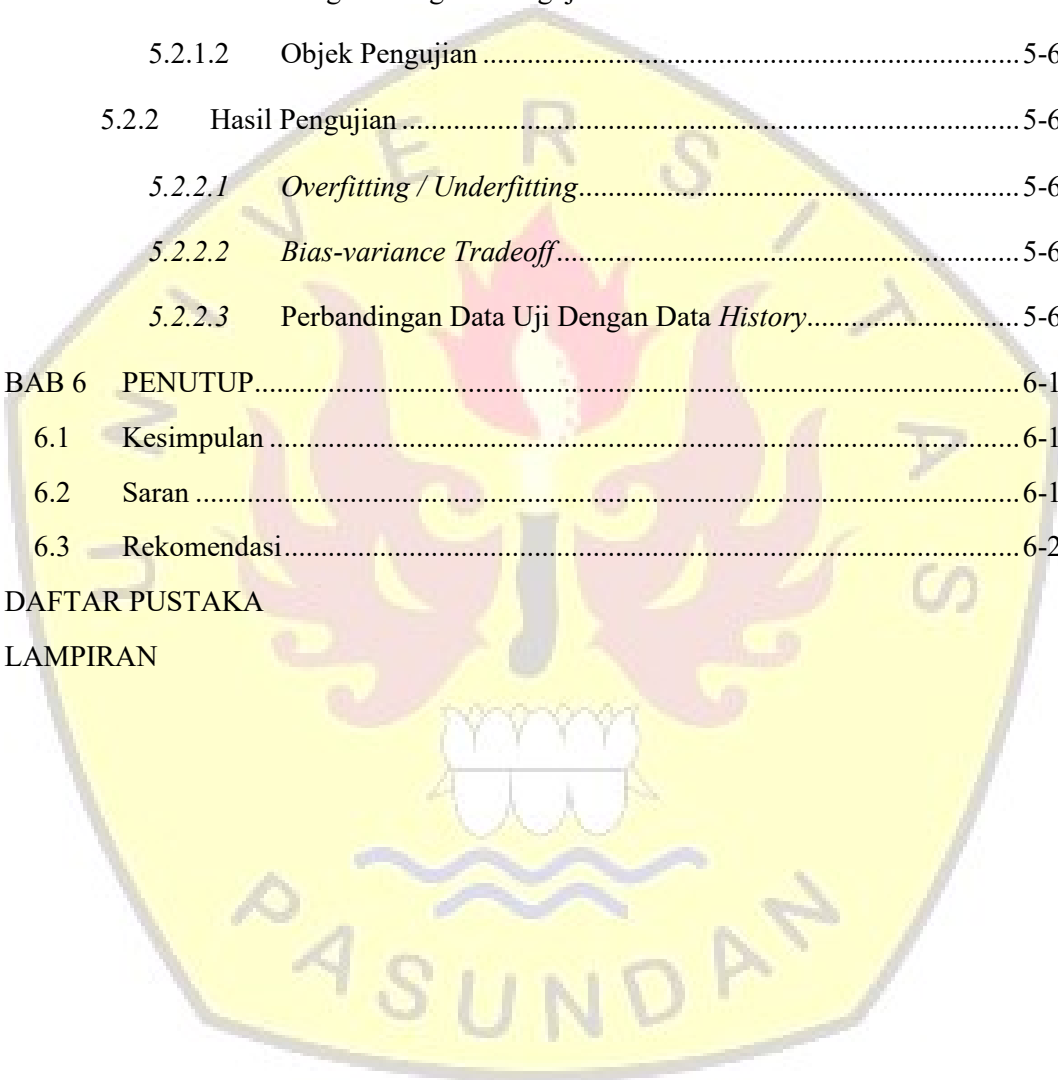 5.2.1.2 Objek Pengujian ........ 5-6
5.2.2 Hasil Pengujian ........ 5-6
5.2.2.1 Overfitting / Underfitting ........ 5-6
5.2.2.2 Bias-variance Tradeoff ........ 5-6
5.2.2.3 Perbandingan Data Uji Dengan Data History ........ 5-6
BAB 6 PENUTUP ........ 6-1
6.1 Kesimpulan ........ 6-1
6.2 Saran ........ 6-1
6.3 Rekomendasi ........ 6-2
DAFTAR PUSTAKA
LAMPIRAN
UNIVERSITAS
PASUNDAN